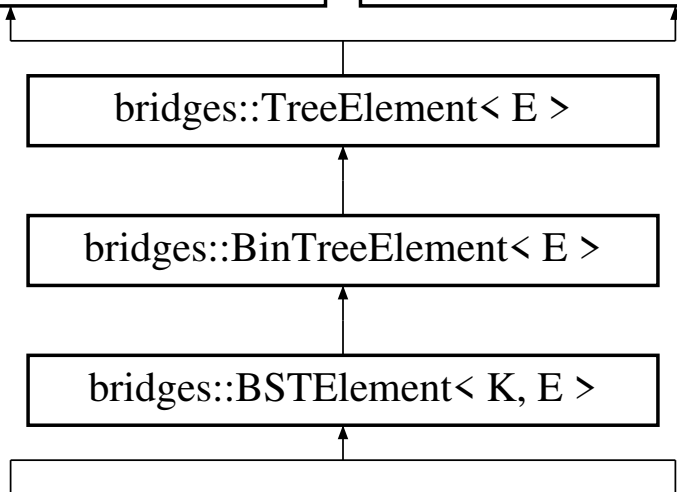 bridges::TreeElement< E >
bridges::BinTreeElement< E >
bridges::BSTElement< K, E >